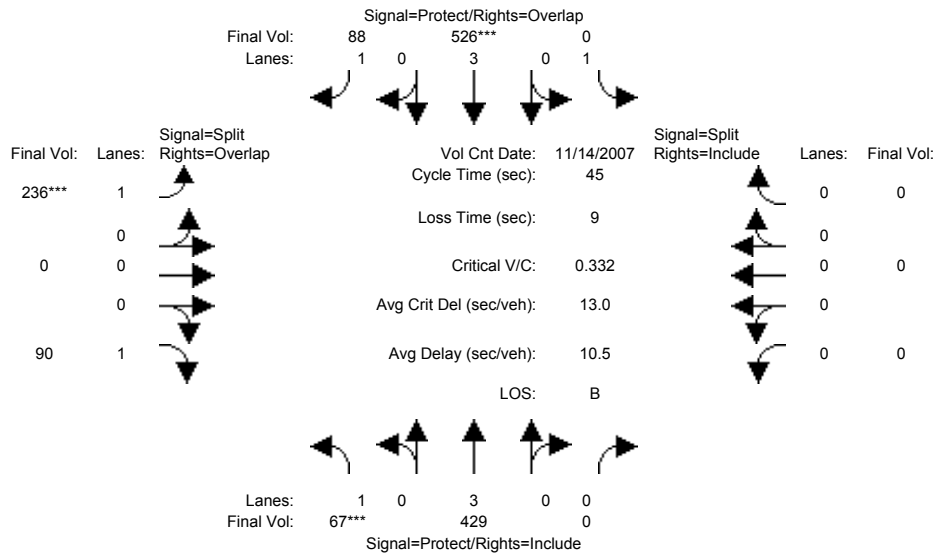 Signal=Protect/Rights=Overlap
Final Vol: 88 526*** 0
Lanes: 1 0 3 0 1
Signal=Split Signal=Split
Final Vol: Lanes: Rights=Overlap Vol Cnt Date: 11/14/2007 Rights=Include Lanes: Final Vol:
Cycle Time (sec): 45
236*** 1 0 0
Loss Time (sec): 9
0 0
0 0 Critical V/C: 0.332 0 0
0 Avg Crit Del (sec/veh): 13.0 0
90 1 Avg Delay (sec/veh): 10.5 0 0
LOS: B
Lanes: 1 0 3 0 0
Final Vol: 67*** 429 0
Signal=Protect/Rights=Include